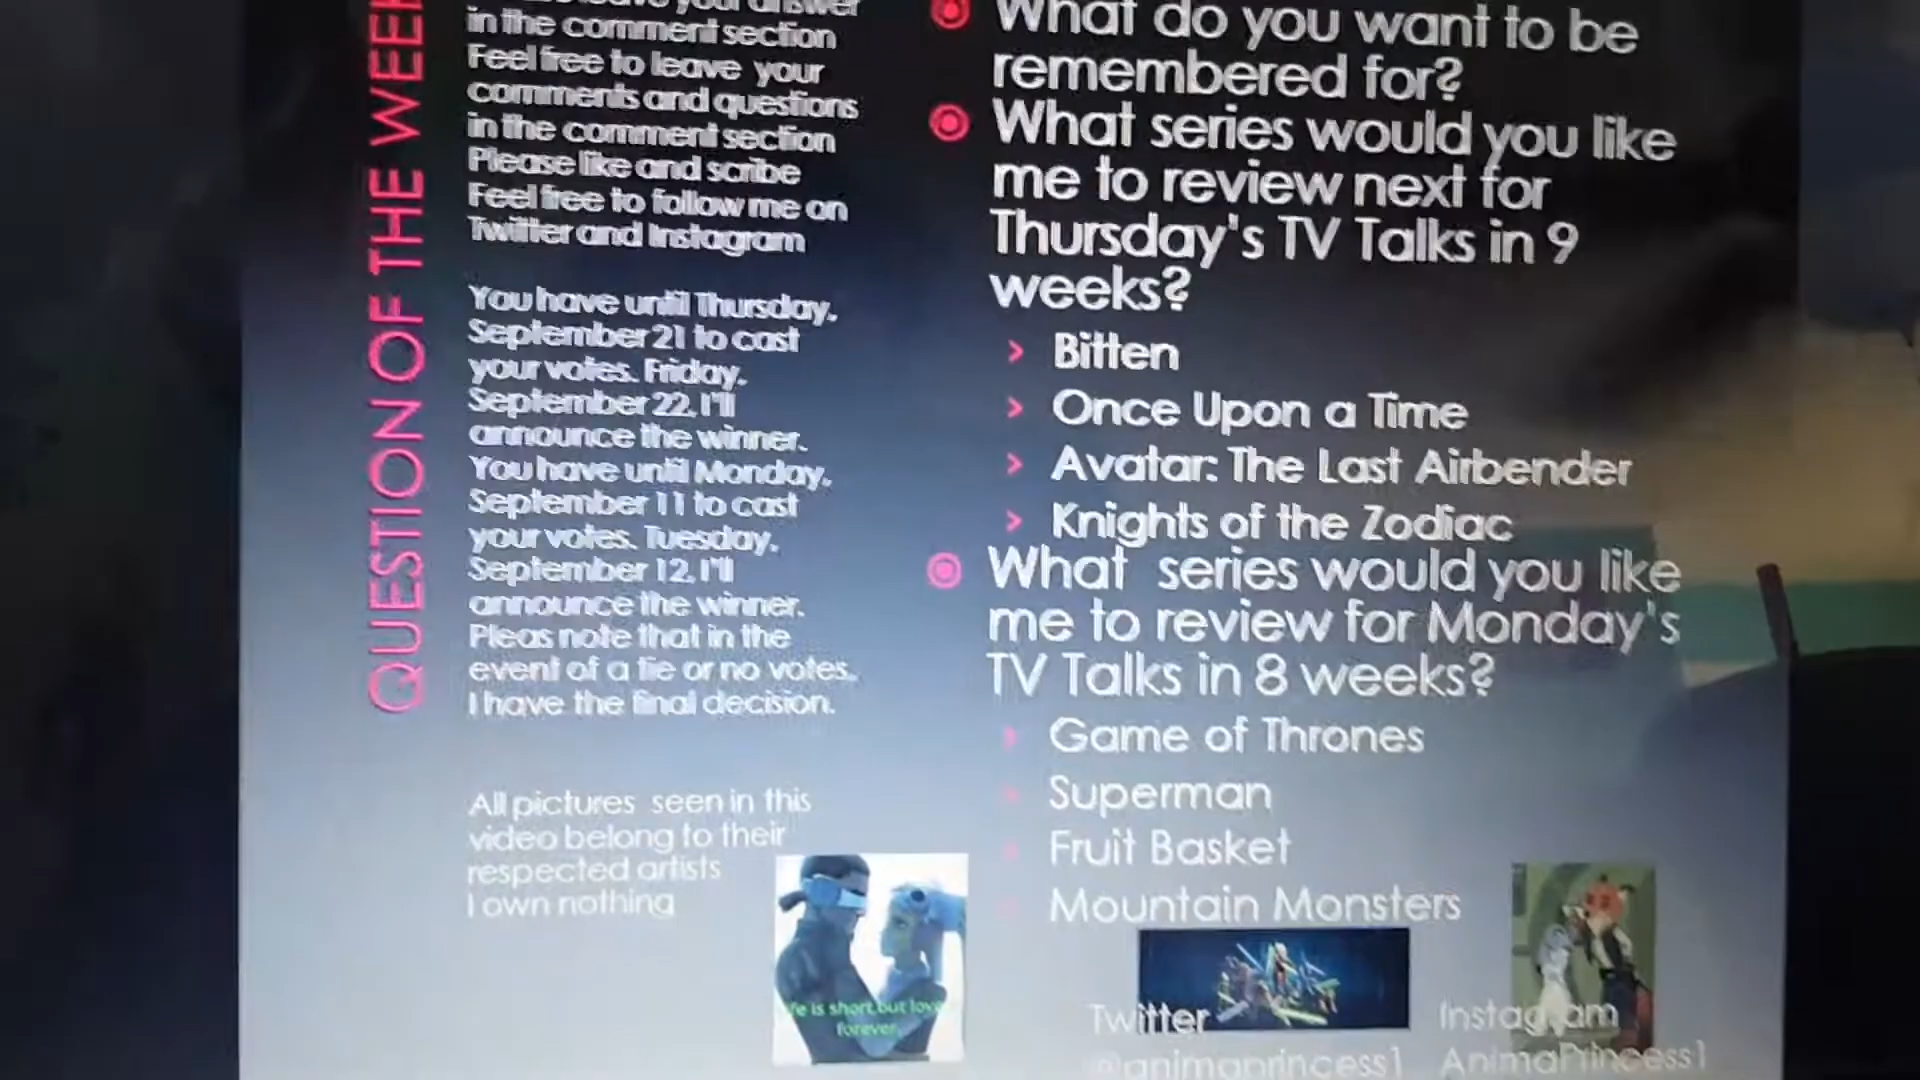 QUESTION OF THE WEEK
in the comment section
Feel free to leave your
comments and questions
in the comment section
Please like and scribe
Feel free to follow me on
Twitter and Instagram
You have until Thursday,
September 21 to cast
your votes. Friday,
September 22, I'll
announce the winner.
You have until Monday,
September 11 to cast
your votes. Tuesday,
September 12, I'll
announce the winner.
Pleas note that in the
event of a tie or no votes,
I have the final decision.
All pictures seen in this
video belong to their
respected artists
I own nothing
What do you want to be
remembered for?
What series would you like
me to review next for
Thursday's TV Talks in 9
weeks?
> Bitten
> Once Upon a Time
> Avatar: The Last Airbender
> Knights of the Zodiac
What series would you like
me to review for Monday's
TV Talks in 8 weeks?
> Game of Thrones
> Superman
> Fruit Basket
> Mountain Monsters
is short but love
forever
Twitter
@animaprincess1
Instagram
AnimaPrincess1